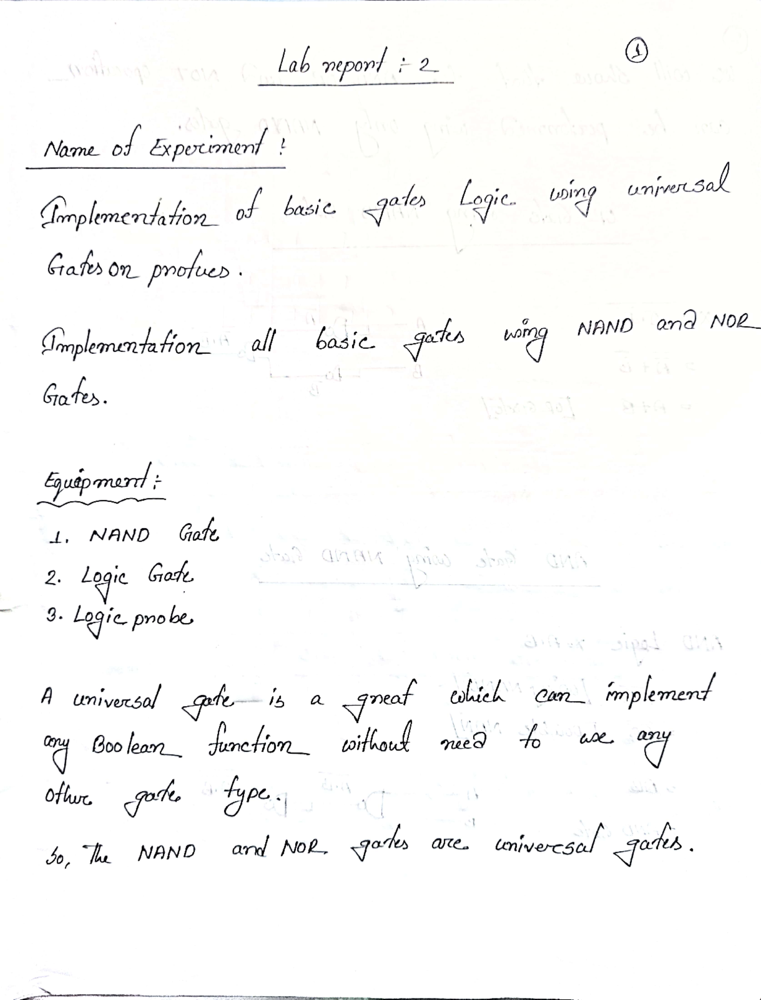 1
Lab report :- 2
Name of Experiment :
Implementation of basic gates Logic using universal
Gates on protues.
Implementation all basic gates using NAND and NOR
Gates.
Equipment :-
1. NAND Gate
2. Logic Gate
3. Logic probe
A universal gate is a great which can implement
any Boolean function without need to use any
other gate type.
So, The NAND and NOR gates are universal gates.